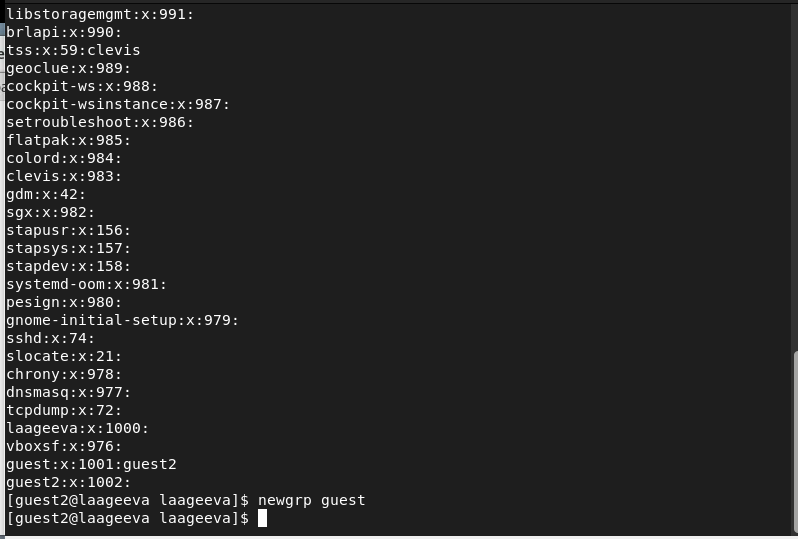 libstoragemgmt:x:991:
brlapi:x:990:
tss:x:59:clevis
geoclue:x:989:
cockpit-ws:x:988:
cockpit-wsinstance:x:987:
setroubleshoot:x:986:
flatpak:x:985:
colord:x:984:
clevis:x:983:
gdm:x:42:
sgx:x:982:
stapusr:x:156:
stapsys:x:157:
stapdev:x:158:
systemd-oom:x:981:
pesign:x:980:
gnome-initial-setup:x:979:
sshd:x:74:
slocate:x:21:
chrony:x:978:
dnsmasq:x:977:
tcpdump:x:72:
laageeva:x:1000:
vboxsf:x:976:
guest:x:1001:guest2
guest2:x:1002:
[guest2@laageeva laageeva]$ newgrp guest
[guest2@laageeva laageeva]$